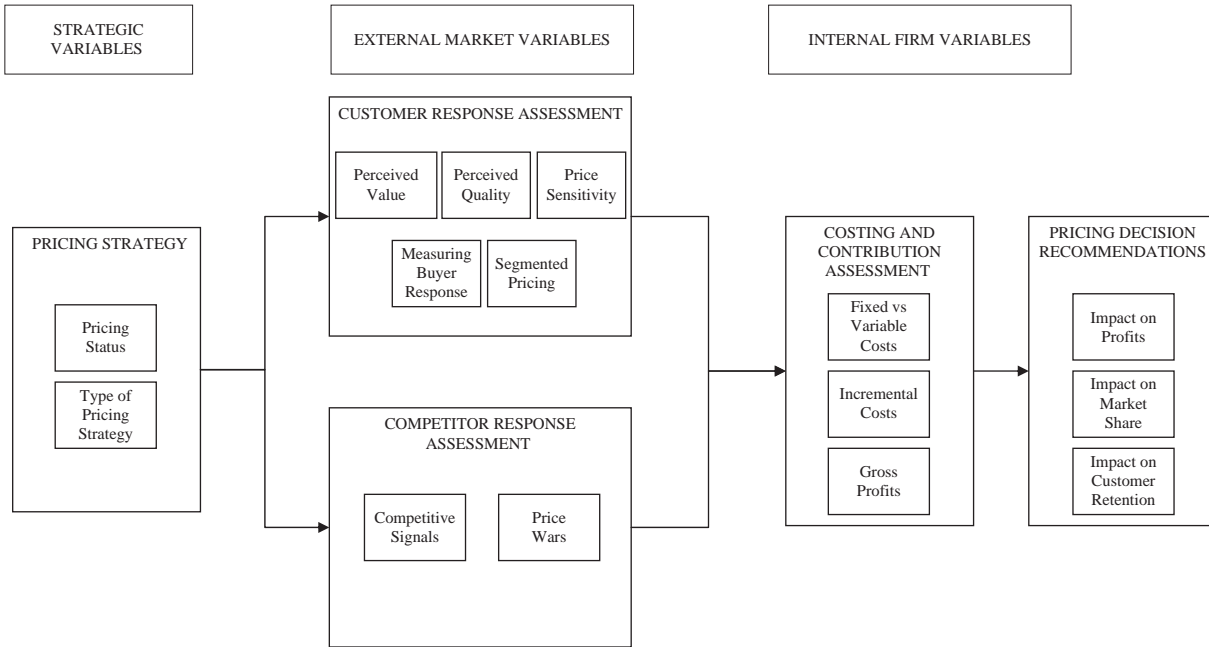 STRATEGIC
VARIABLES
EXTERNAL MARKET VARIABLES
INTERNAL FIRM VARIABLES
PRICING STRATEGY
Pricing
Status
Type of
Pricing
Strategy
CUSTOMER RESPONSE ASSESSMENT
Perceived
Value
Perceived
Quality
Price
Sensitivity
Measuring
Buyer
Response
Segmented
Pricing
COMPETITOR RESPONSE
ASSESSMENT
Competitive
Signals
Price
Wars
COSTING AND
CONTRIBUTION
ASSESSMENT
Fixed vs
Variable
Costs
Incremental
Costs
Gross
Profits
PRICING DECISION
RECOMMENDATIONS
Impact on
Profits
Impact on
Market
Share
Impact on
Customer
Retention